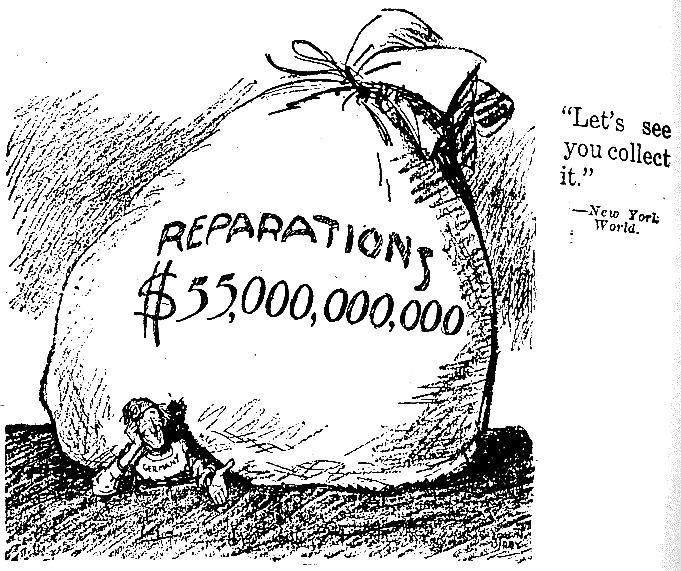 REPARATIONS
$55,000,000,000
GERMANY
“Let's see
you collect
it.”
—New York
World.